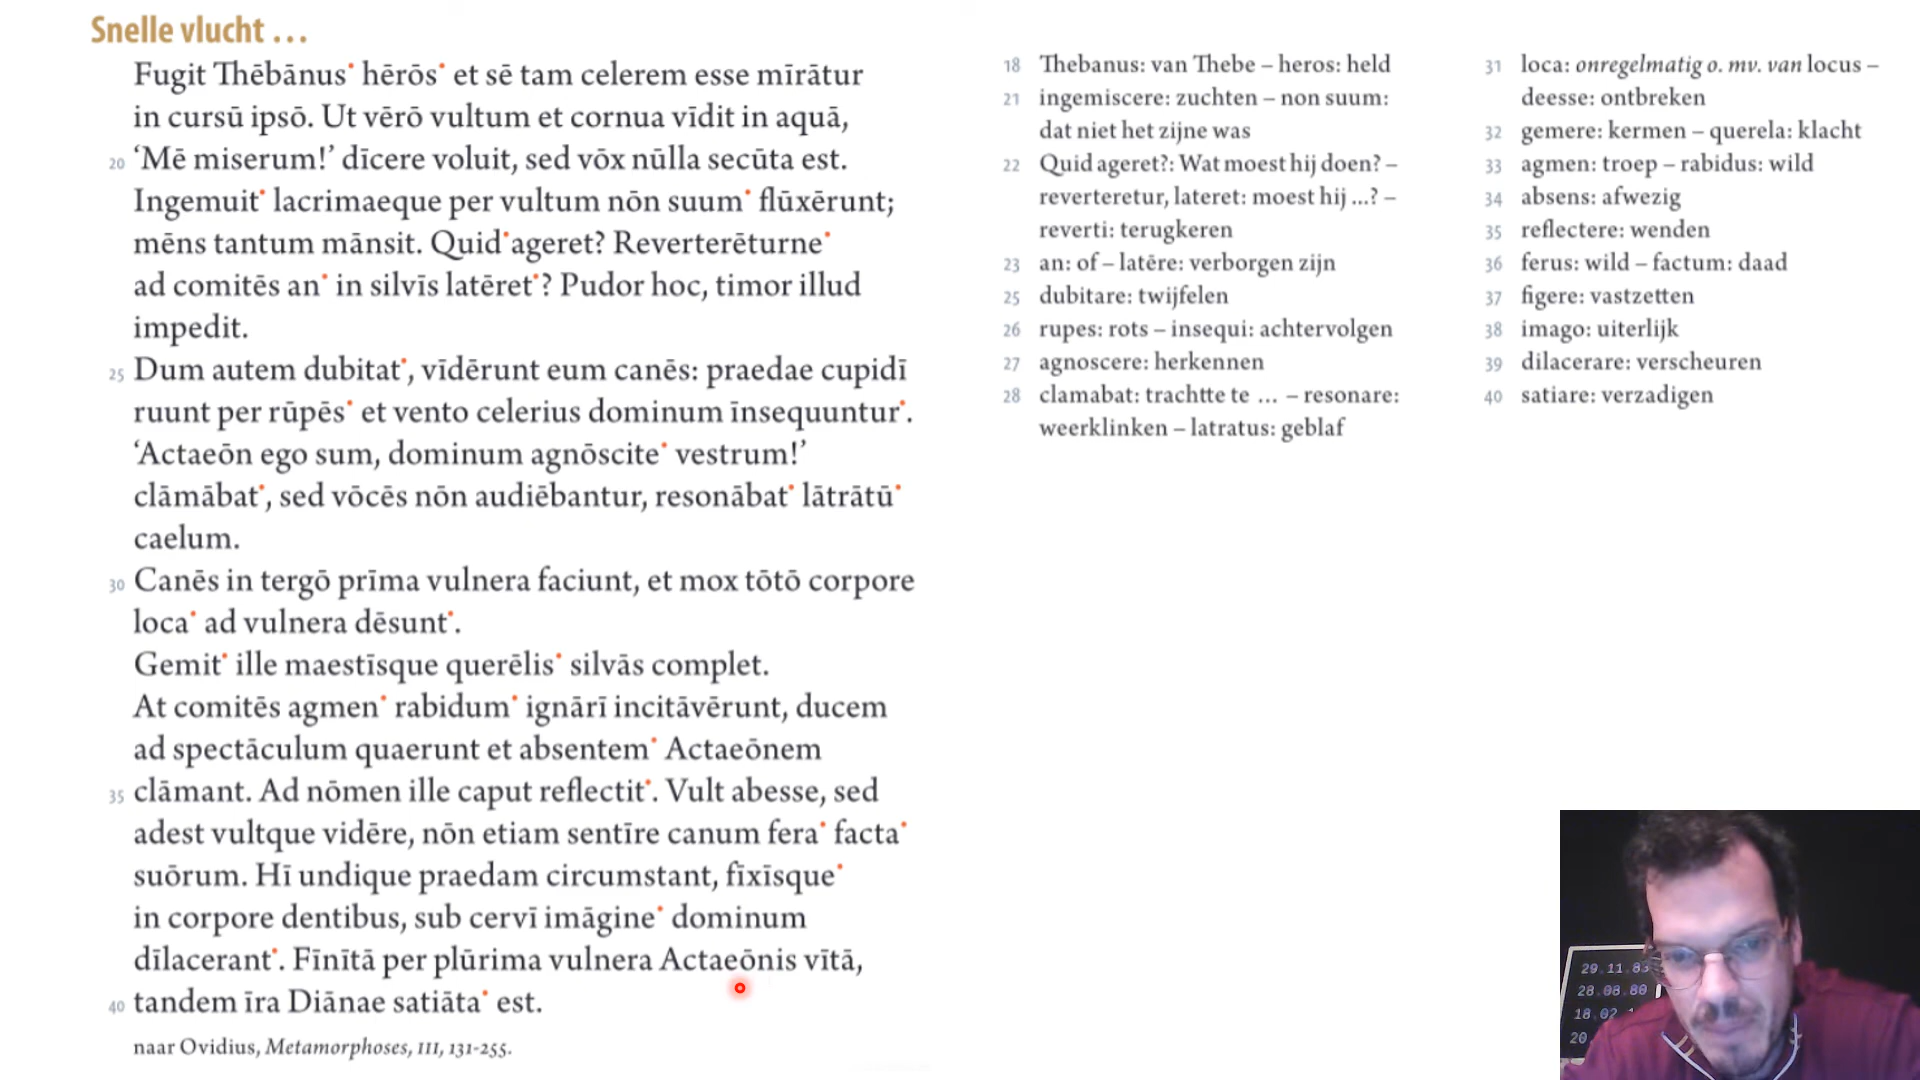 Snelle vlucht …
Fugit Thēbānus• hērōs• et sē tam celerem esse mīrātur
in cursū ipsō. Ut vērō vultum et cornua vīdit in aquā,
20 ‘Mē miserum!’ dīcere voluit, sed vōx nūlla secūta est.
Ingemuit• lacrimaeque per vultum nōn suum• flūxērunt;
mēns tantum mānsit. Quid•ageret? Reverterēturne•
ad comitēs an• in silvīs latēret•? Pudor hoc, timor illud
impedit.
25 Dum autem dubitat•, vīdērunt eum canēs: praedae cupidī
ruunt per rūpēs• et vento celerius dominum īnsequuntur•.
‘Actaeōn ego sum, dominum agnōscite• vestrum!’
clāmābat•, sed vōcēs nōn audiēbantur, resonābat• lātrātū•
caelum.
30 Canēs in tergō prīma vulnera faciunt, et mox tōtō corpore
loca• ad vulnera dēsunt•.
Gemit• ille maestīsque querēlis• silvās complet.
At comitēs agmen• rabidum• ignārī incitāvērunt, ducem
ad spectāculum quaerunt et absentem• Actaeōnem
35 clāmant. Ad nōmen ille caput reflectit•. Vult abesse, sed
adest vultque vidēre, nōn etiam sentīre canum fera• facta•
suōrum. Hī undique praedam circumstant, fīxīsque•
in corpore dentibus, sub cervī imāgine• dominum
dīlacerant•. Fīnītā per plūrima vulnera Actaeōnis vītā,
40 tandem īra Diānae satiāta• est.
naar Ovidius, Metamorphoses, III, 131-255.
18 Thebanus: van Thebe – heros: held
21 ingemiscere: zuchten – non suum:
dat niet het zijne was
22 Quid ageret?: Wat moest hij doen? –
reverteretur, lateret: moest hij ...? –
reverti: terugkeren
23 an: of – latēre: verborgen zijn
25 dubitare: twijfelen
26 rupes: rots – insequi: achtervolgen
27 agnoscere: herkennen
28 clamabat: trachtte te … – resonare:
weerklinken – latratus: geblaf
31 loca: onregelmatig o. mv. van locus –
deesse: ontbreken
32 gemere: kermen – querela: klacht
33 agmen: troep – rabidus: wild
34 absens: afwezig
35 reflectere: wenden
36 ferus: wild – factum: daad
37 figere: vastzetten
38 imago: uiterlijk
39 dilacerare: verscheuren
40 satiare: verzadigen
29.11.83
28.08.80
18.02
20